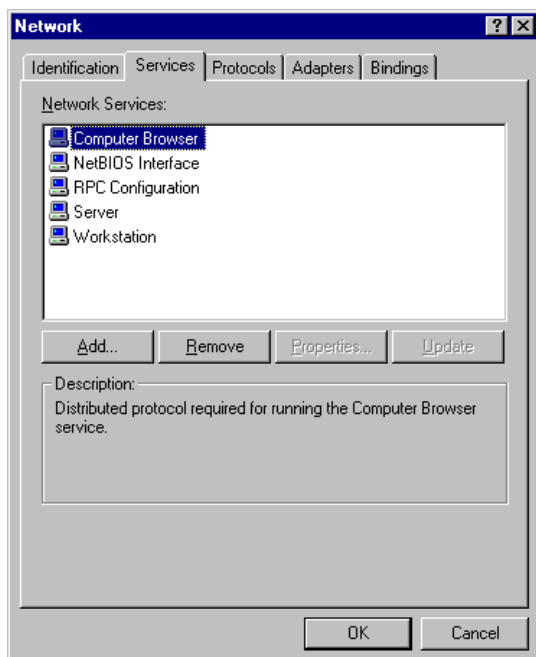 Network
Identification Services Protocols Adapters Bindings
Network Services:
Computer Browser
NetBIOS Interface
RPC Configuration
Server
Workstation
Add... Remove Properties... Update
Description:
Distributed protocol required for running the Computer Browser
service.
OK Cancel